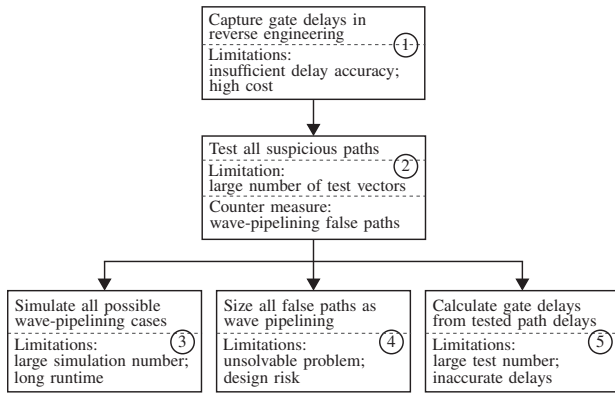 Capture gate delays in
reverse engineering
1
Limitations:
insufficient delay accuracy;
high cost
Test all suspicious paths
2
Limitation:
large number of test vectors
Counter measure:
wave-pipelining false paths
Simulate all possible
wave-pipelining cases
3
Limitations:
large simulation number;
long runtime
Size all false paths as
wave pipelining
4
Limitations:
unsolvable problem;
design risk
Calculate gate delays
from tested path delays
5
Limitations:
large test number;
inaccurate delays